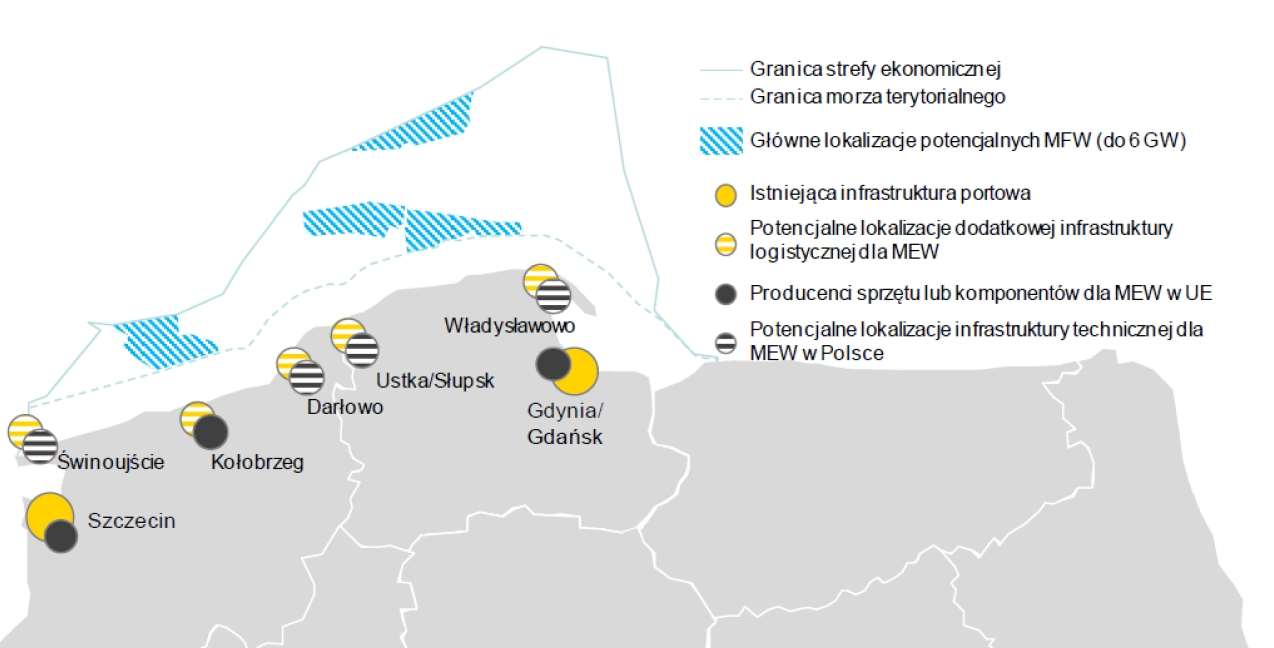 Granica strefy ekonomicznej
Granica morza terytorialnego
Główne lokalizacje potencjalnych MFW (do 6 GW)
Istniejąca infrastruktura portowa
Potencjalne lokalizacje dodatkowej infrastruktury
logistycznej dla MEW
Producenci sprzętu lub komponentów dla MEW w UE
Potencjalne lokalizacje infrastruktury technicznej dla
MEW w Polsce
Władysławowo
Ustka/Słupsk
Darłowo
Gdynia/
Gdańsk
Świnoujście
Kołobrzeg
Szczecin